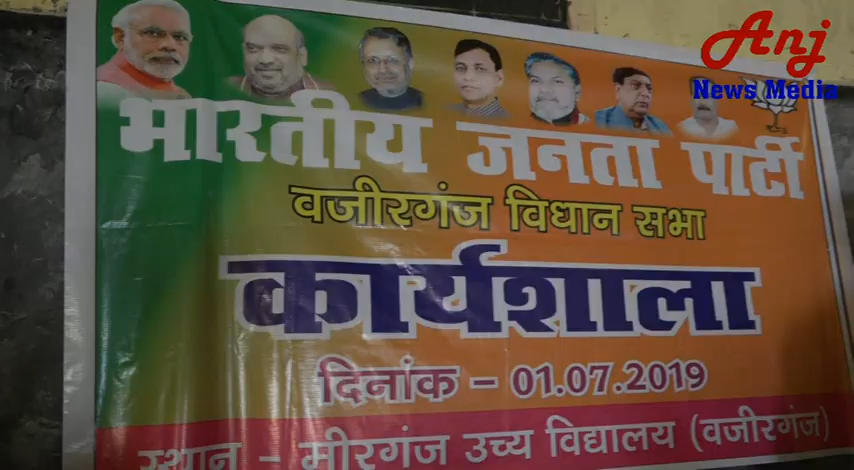 Anj
News Media
भारतीय जनता पार्टी
वजीरगंज विधान सभा
कार्यशाला
दिनांक - 01.07.2019
स्थान - मीरगंज उच्य विद्यालय (वजीरगंज)